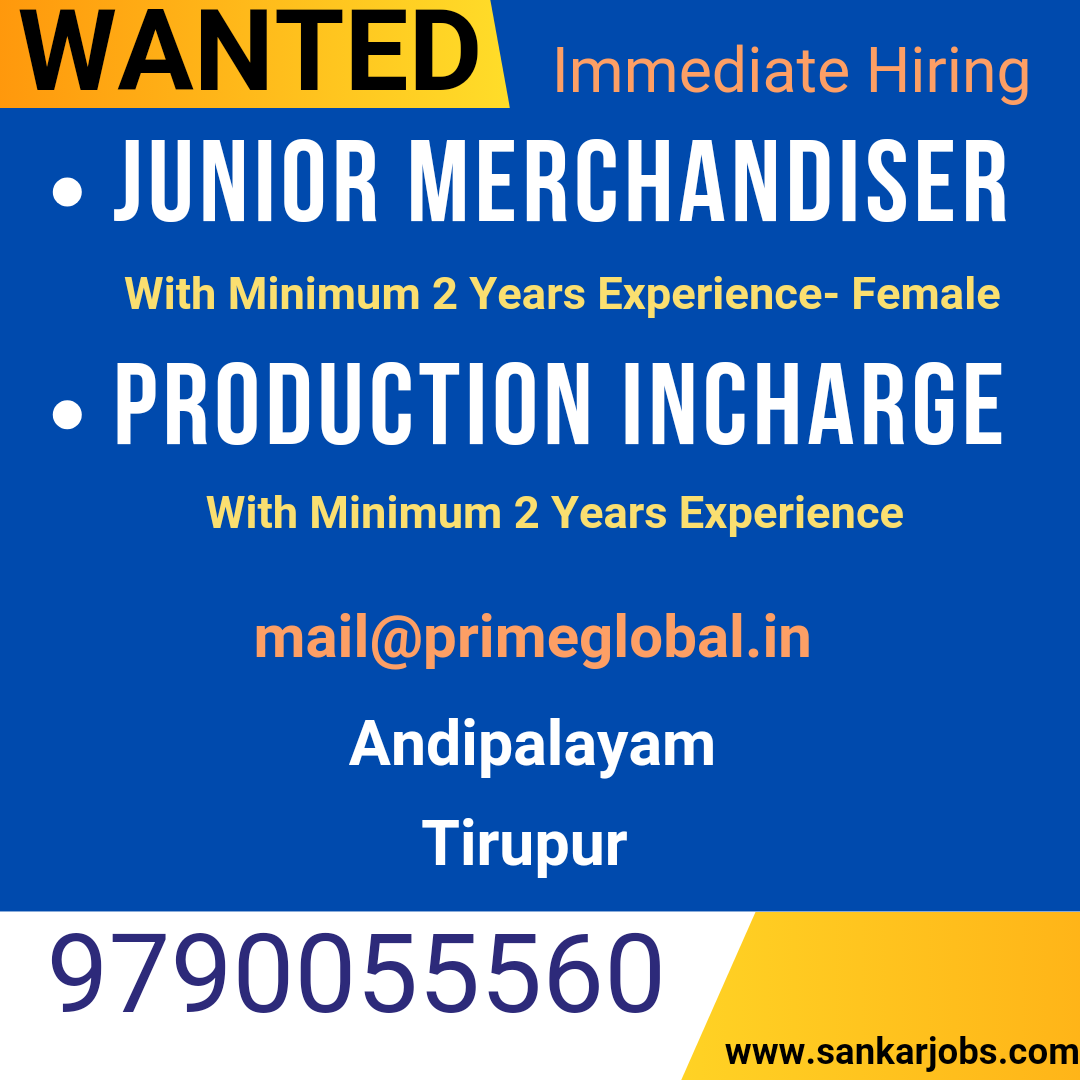 WANTED
Immediate Hiring
• JUNIOR MERCHANDISER
With Minimum 2 Years Experience- Female
• PRODUCTION INCHARGE
With Minimum 2 Years Experience
mail@primeglobal.in
Andipalayam
Tirupur
9790055560
www.sankarjobs.com